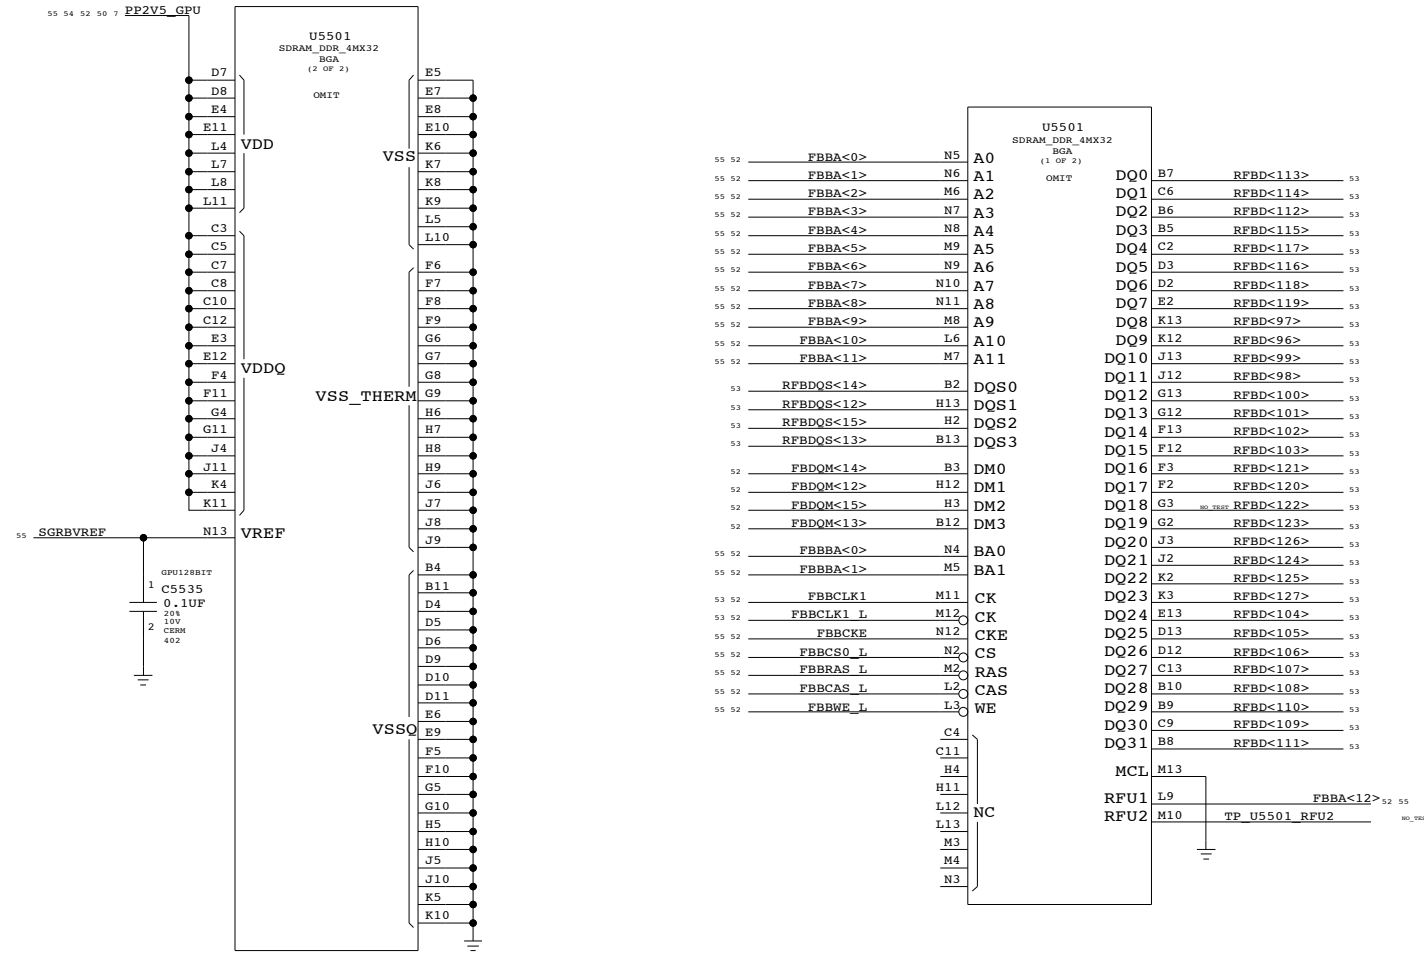 55 54 52 50 7 PP2V5_GPU
U5501
SDRAM_DDR_4MX32
BGA
(2 OF 2)
OMIT
D7
D8
E4
E11
L4
L7
L8
L11
VDD
C3
C5
C7
C8
C10
C12
E3
E12
F4
F11
G4
G11
J4
J11
K4
K11
VDDQ
55 SGRBVREF N13 VREF
GPU128BIT
1 C5535
0.1UF
20%
10V
2 CERM
402
E5
E7
E8
E10
K6
K7
K8
K9
L5
L10
VSS
F6
F7
F8
F9
G6
G7
G8
G9
H6
H7
H8
H9
J6
J7
J8
J9
VSS_THERM
B4
B11
D4
D5
D6
D9
D10
D11
E6
E9
F5
F10
G5
G10
H5
H10
J5
J10
K5
K10
VSSQ
U5501
SDRAM_DDR_4MX32
BGA
(1 OF 2)
OMIT
55 52 FBBA<0> N5 A0
55 52 FBBA<1> N6 A1
55 52 FBBA<2> M6 A2
55 52 FBBA<3> N7 A3
55 52 FBBA<4> N8 A4
55 52 FBBA<5> M9 A5
55 52 FBBA<6> N9 A6
55 52 FBBA<7> N10 A7
55 52 FBBA<8> N11 A8
55 52 FBBA<9> M8 A9
55 52 FBBA<10> L6 A10
55 52 FBBA<11> M7 A11
53 RFBDQS<14> B2 DQS0
53 RFBDQS<12> H13 DQS1
53 RFBDQS<15> H2 DQS2
53 RFBDQS<13> B13 DQS3
52 FBDQM<14> B3 DM0
52 FBDQM<12> H12 DM1
52 FBDQM<15> H3 DM2
52 FBDQM<13> B12 DM3
55 52 FBBBA<0> N4 BA0
55 52 FBBBA<1> M5 BA1
53 52 FBBCLK1 M11 CK
53 52 FBBCLK1_L M12 CK
55 52 FBBCKE N12 CKE
55 52 FBBCS0_L N2 CS
55 52 FBBRAS_L M2 RAS
55 52 FBBCAS_L L2 CAS
55 52 FBBWE_L L3 WE
C4
C11
H4
H11
L12
L13
M3
M4
N3
NC
DQ0 B7 RFBD<113> 53
DQ1 C6 RFBD<114> 53
DQ2 B6 RFBD<112> 53
DQ3 B5 RFBD<115> 53
DQ4 C2 RFBD<117> 53
DQ5 D3 RFBD<116> 53
DQ6 D2 RFBD<118> 53
DQ7 E2 RFBD<119> 53
DQ8 K13 RFBD<97> 53
DQ9 K12 RFBD<96> 53
DQ10 J13 RFBD<99> 53
DQ11 J12 RFBD<98> 53
DQ12 G13 RFBD<100> 53
DQ13 G12 RFBD<101> 53
DQ14 F13 RFBD<102> 53
DQ15 F12 RFBD<103> 53
DQ16 F3 RFBD<121> 53
DQ17 F2 RFBD<120> 53
DQ18 G3 NO_TEST RFBD<122> 53
DQ19 G2 RFBD<123> 53
DQ20 J3 RFBD<126> 53
DQ21 J2 RFBD<124> 53
DQ22 K2 RFBD<125> 53
DQ23 K3 RFBD<127> 53
DQ24 E13 RFBD<104> 53
DQ25 D13 RFBD<105> 53
DQ26 D12 RFBD<106> 53
DQ27 C13 RFBD<107> 53
DQ28 B10 RFBD<108> 53
DQ29 B9 RFBD<110> 53
DQ30 C9 RFBD<109> 53
DQ31 B8 RFBD<111> 53
MCL M13
RFU1 L9 FBBA<12> 52 55
RFU2 M10 TP_U5501_RFU2